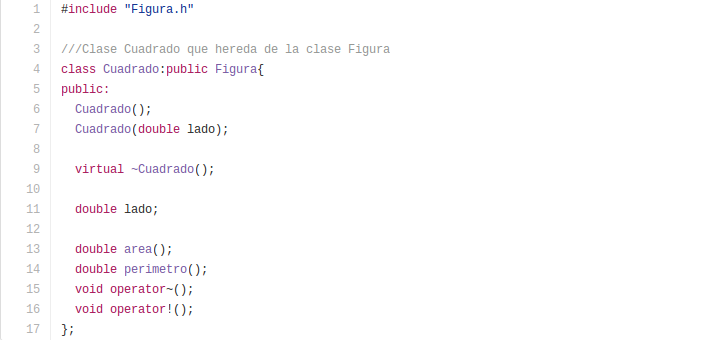 1 #include "Figura.h"
2
3 ///Clase Cuadrado que hereda de la clase Figura
4 class Cuadrado:public Figura{
5 public:
6   Cuadrado();
7   Cuadrado(double lado);
8
9   virtual ~Cuadrado();
10
11   double lado;
12
13   double area();
14   double perimetro();
15   void operator~();
16   void operator!();
17 };